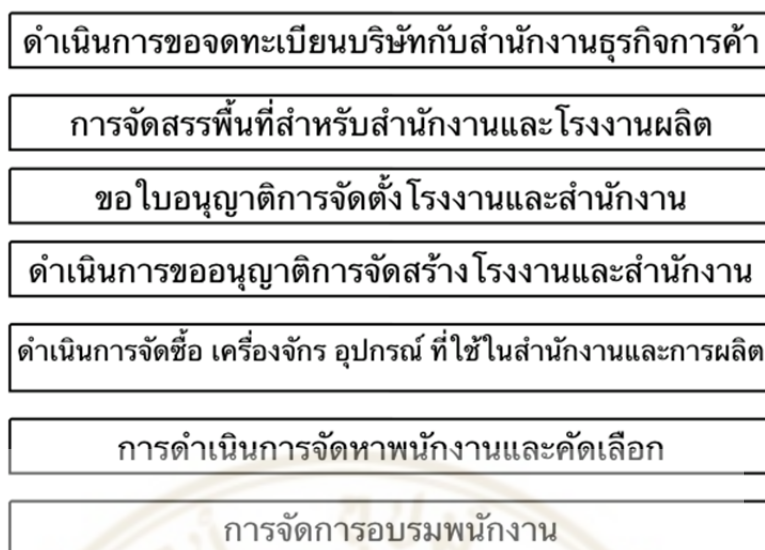 ดำเนินการขอจดทะเบียนบริษัทกับสำนักงานธุรกิจการค้า
การจัดสรรพื้นที่สำหรับสำนักงานและโรงงานผลิต
ขอใบอนุญาติการจัดตั้งโรงงานและสำนักงาน
ดำเนินการขออนุญาติการจัดสร้างโรงงานและสำนักงาน
ดำเนินการจัดซื้อ เครื่องจักร อุปกรณ์ ที่ใช้ในสำนักงานและการผลิต
การดำเนินการจัดหาพนักงานและคัดเลือก
การจัดการอบรมพนักงาน